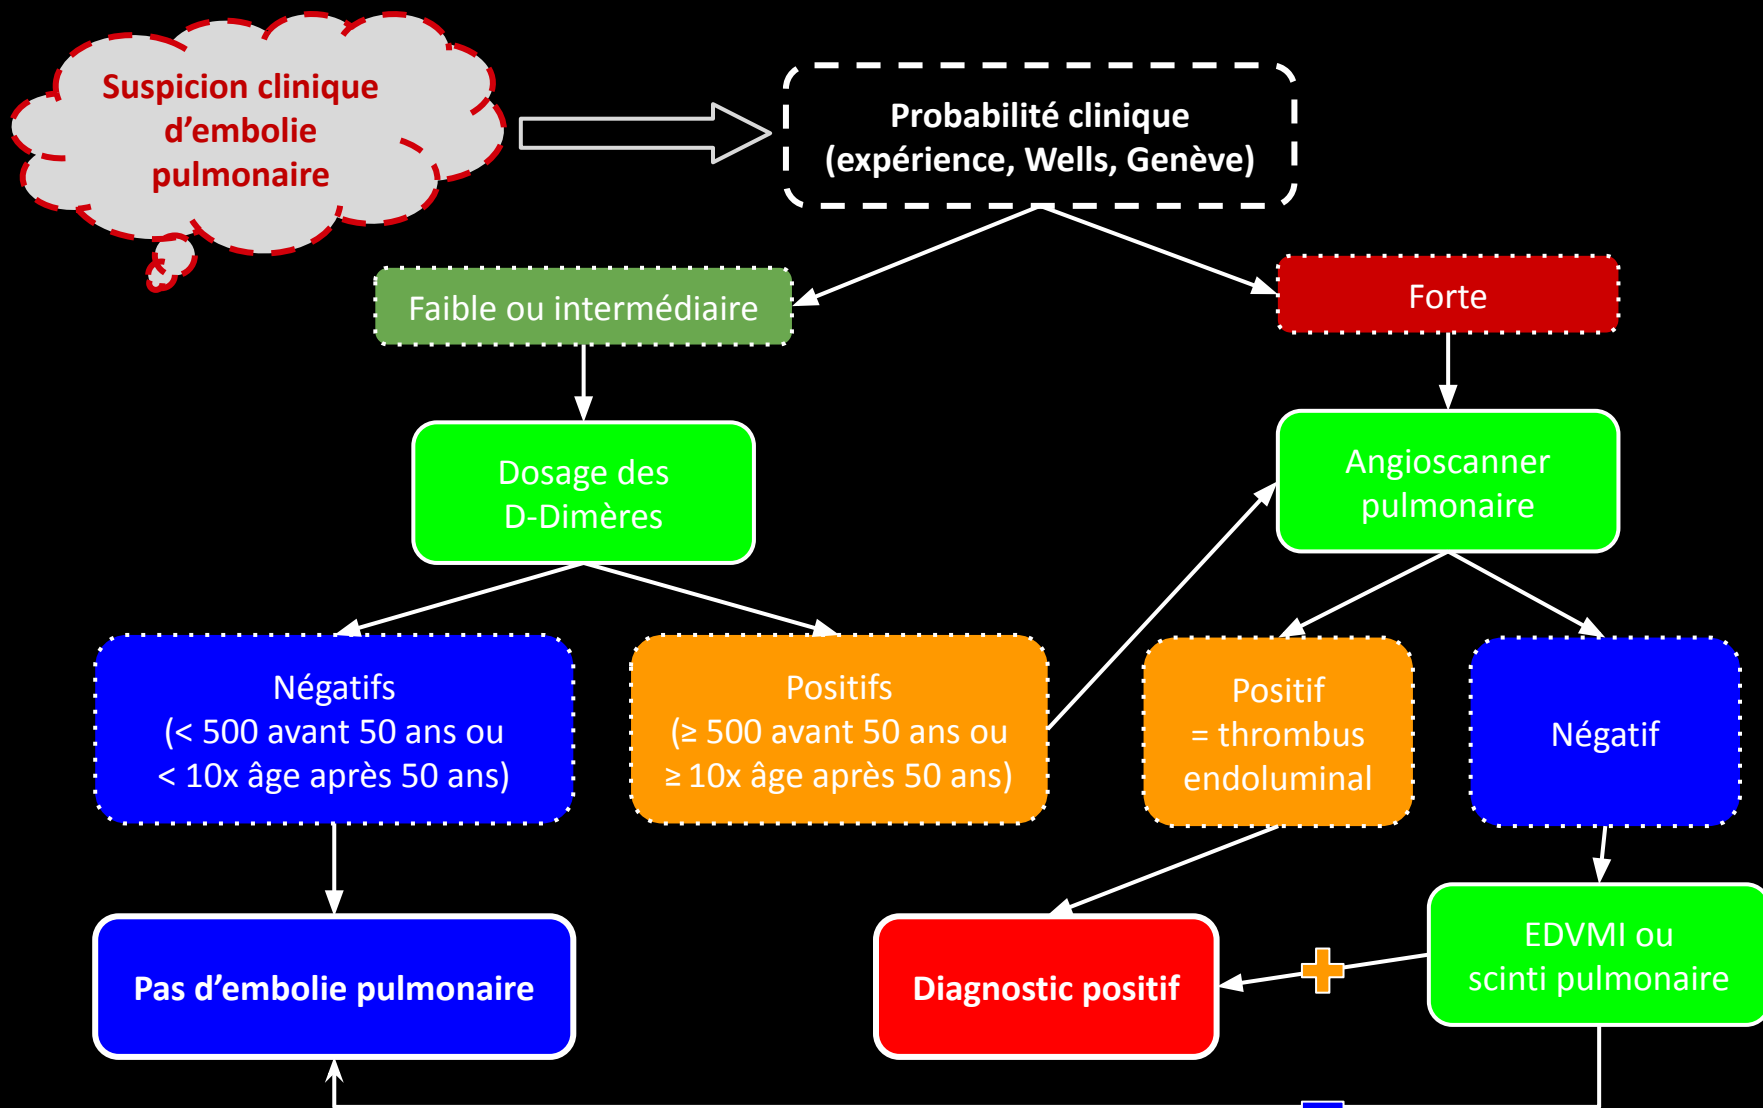 Suspicion clinique
d’embolie
pulmonaire
Probabilité clinique
(expérience, Wells, Genève)
Faible ou intermédiaire
Forte
Dosage des
D-Dimères
Angioscanner
pulmonaire
Négatifs
(< 500 avant 50 ans ou
< 10x âge après 50 ans)
Positifs
(≥ 500 avant 50 ans ou
≥ 10x âge après 50 ans)
Positif
= thrombus
endoluminal
Négatif
Pas d’embolie pulmonaire
Diagnostic positif
EDVMI ou
scinti pulmonaire